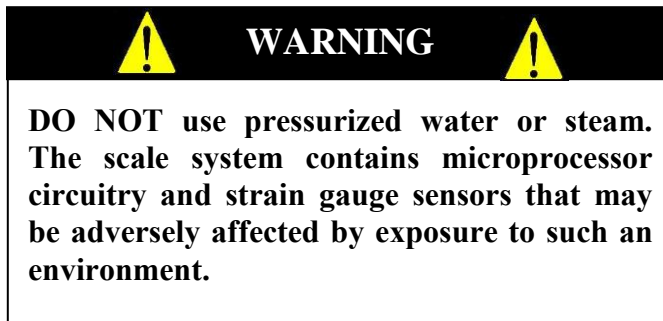 WARNING
DO NOT use pressurized water or steam.
The scale system contains microprocessor
circuitry and strain gauge sensors that may
be adversely affected by exposure to such an
environment.